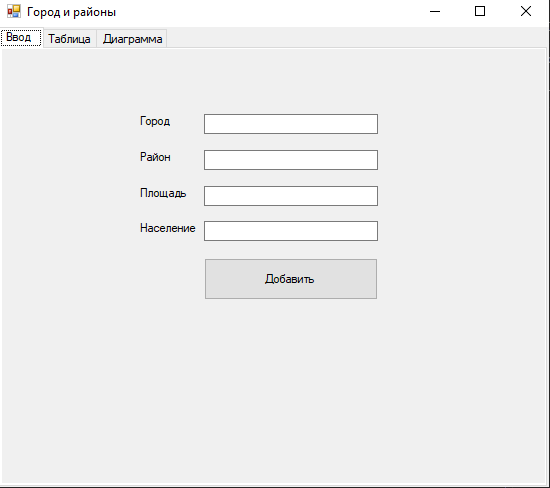 Город и районы
Ввод Таблица Диаграмма
Город
Район
Площадь
Население
Добавить